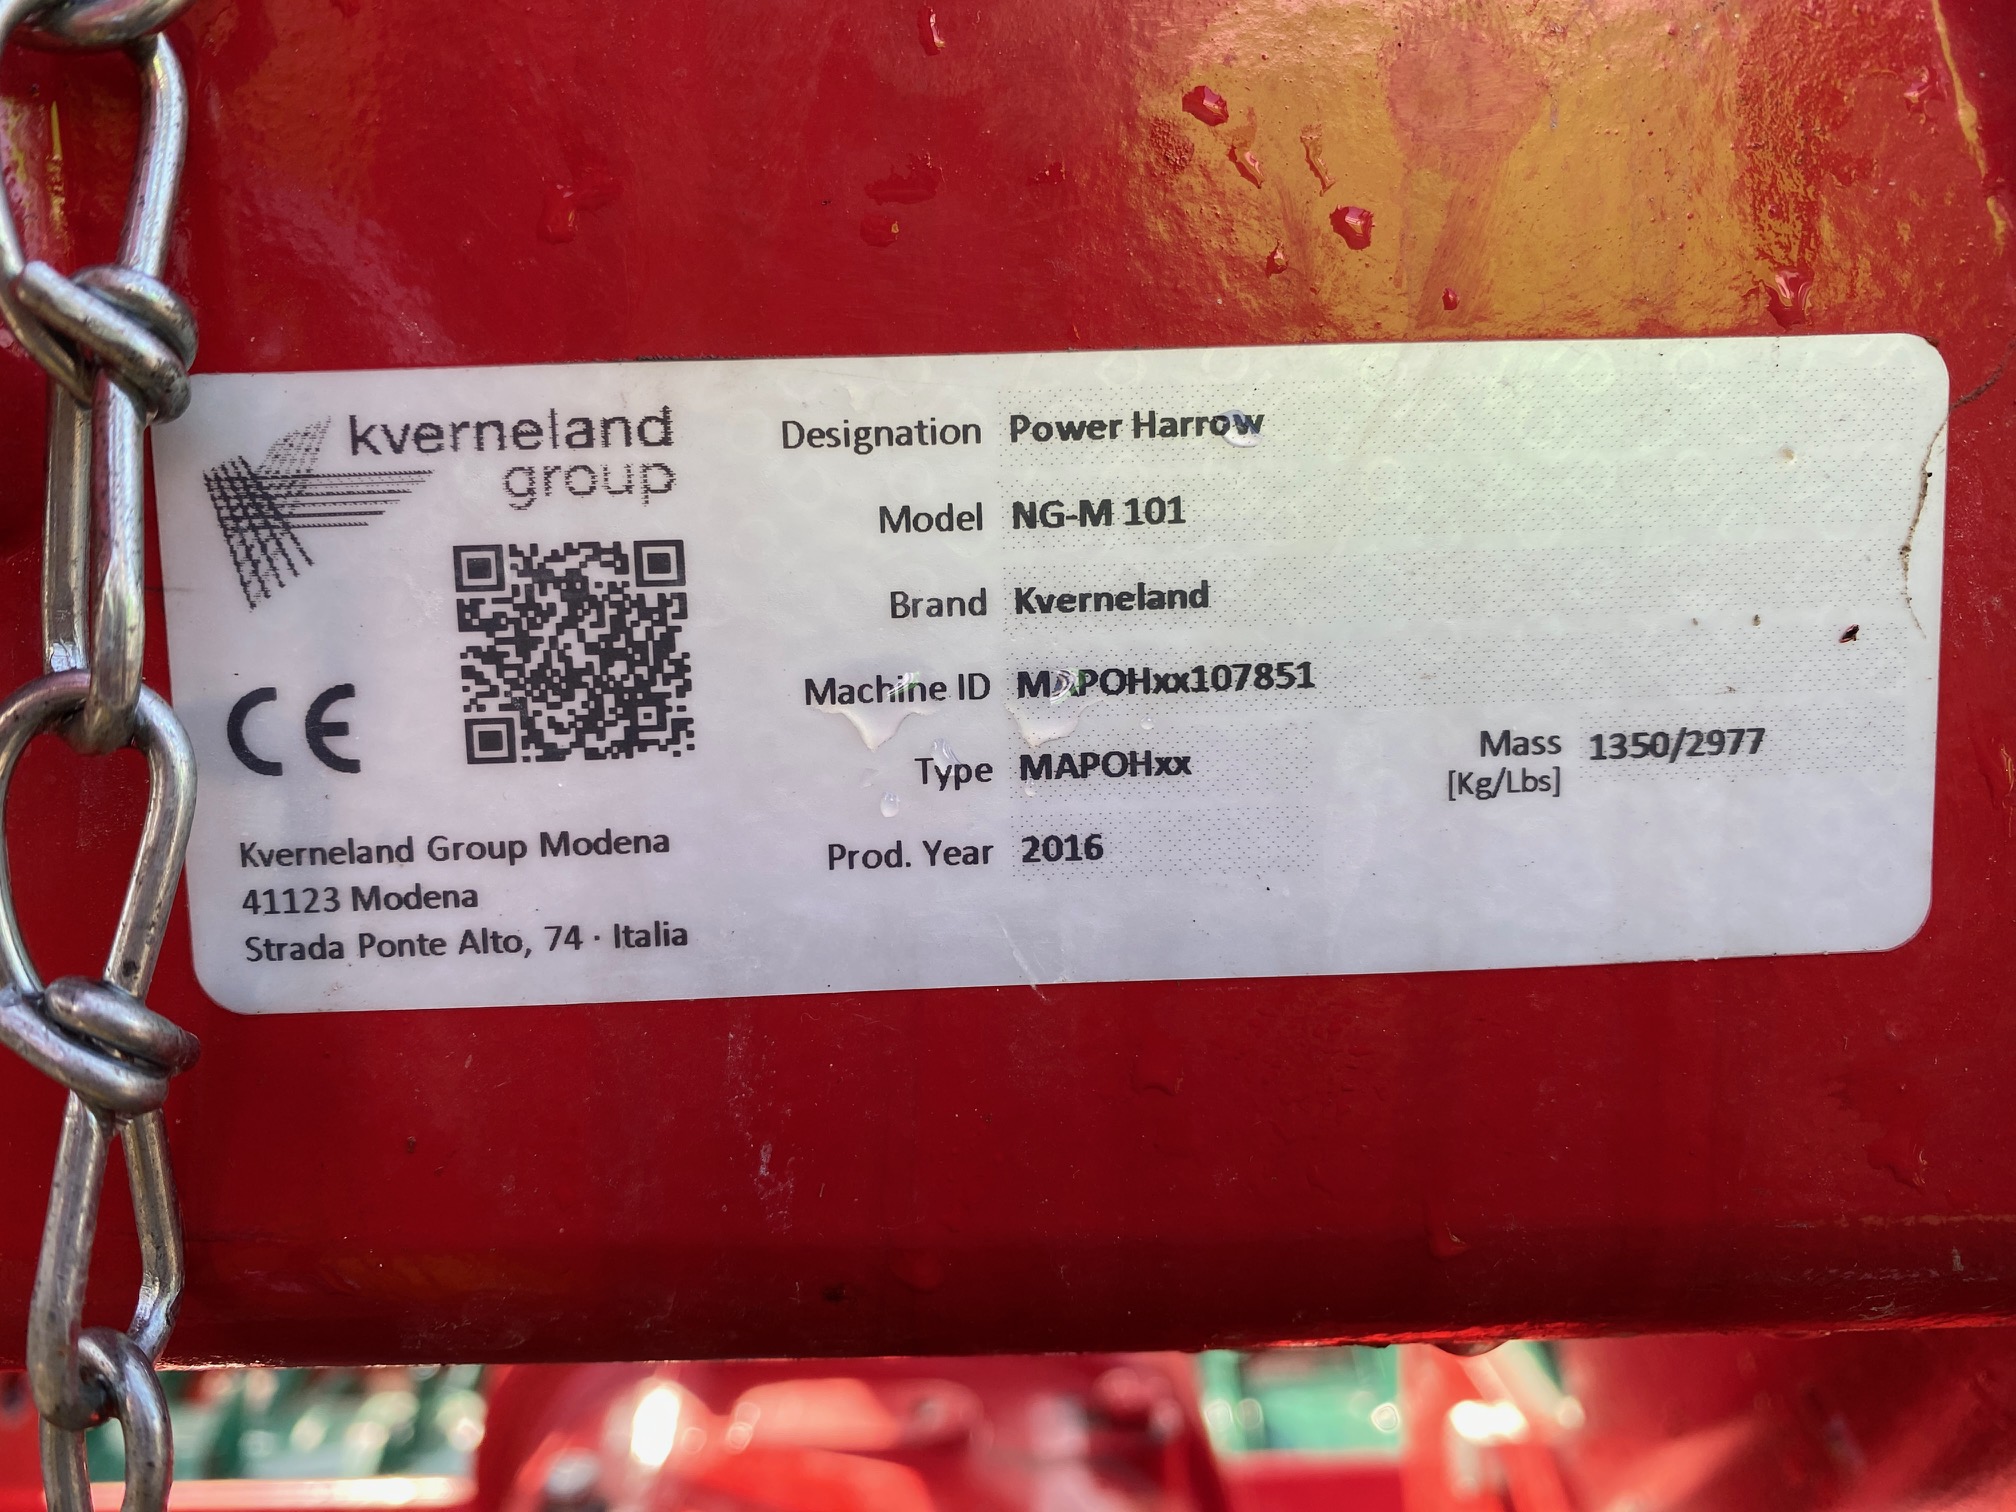 kverneland
group
CE
Kverneland Group Modena
41123 Modena
Strada Ponte Alto, 74 · Italia
Designation Power Harrow
Model NG-M 101
Brand Kverneland
Machine ID MAPOHxx107851
Type MAPOHxx
Mass 1350/2977
[Kg/Lbs]
Prod. Year 2016